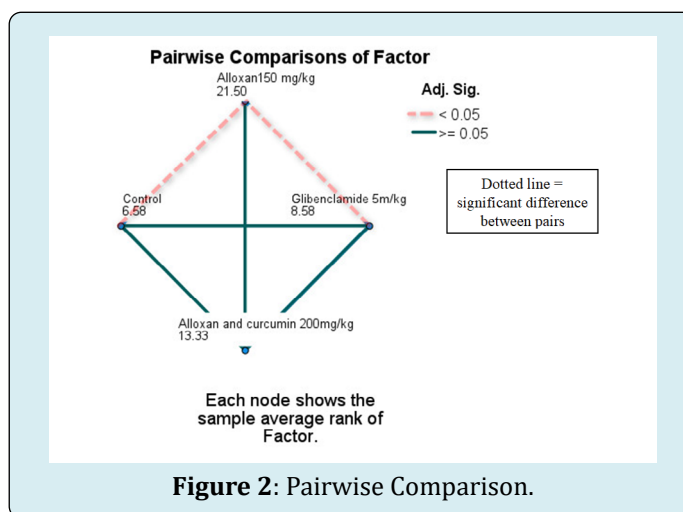 Pairwise Comparisons of Factor
Alloxan150 mg/kg
21.50
Adj. Sig.
< 0.05
>= 0.05
Dotted line =
significant difference
between pairs
Control
6.58
Glibenclamide 5m/kg
8.58
Alloxan and curcumin 200mg/kg
13.33
Each node shows the
sample average rank of
Factor.
Figure 2: Pairwise Comparison.